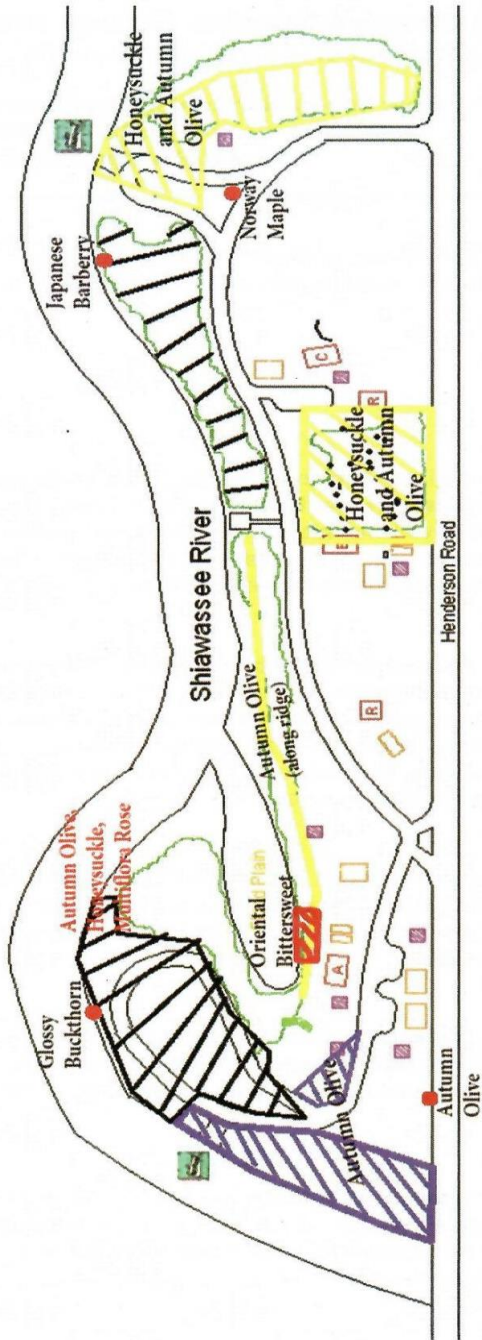 Autumn Olive,
Honeysuckle,
Multiflora Rose
Glossy
Buckthorn
Japanese
Barberry
Honeysuckle
and Autumn
Olive
Norway
Maple
Shiawassee River
Autumn Olive
(along ridge)
d Plain
Oriental
Bittersweet
Autumn Olive
Autumn
Olive
Honeysuckle
and Autumn
Olive
Henderson Road
A
B
C
R
R